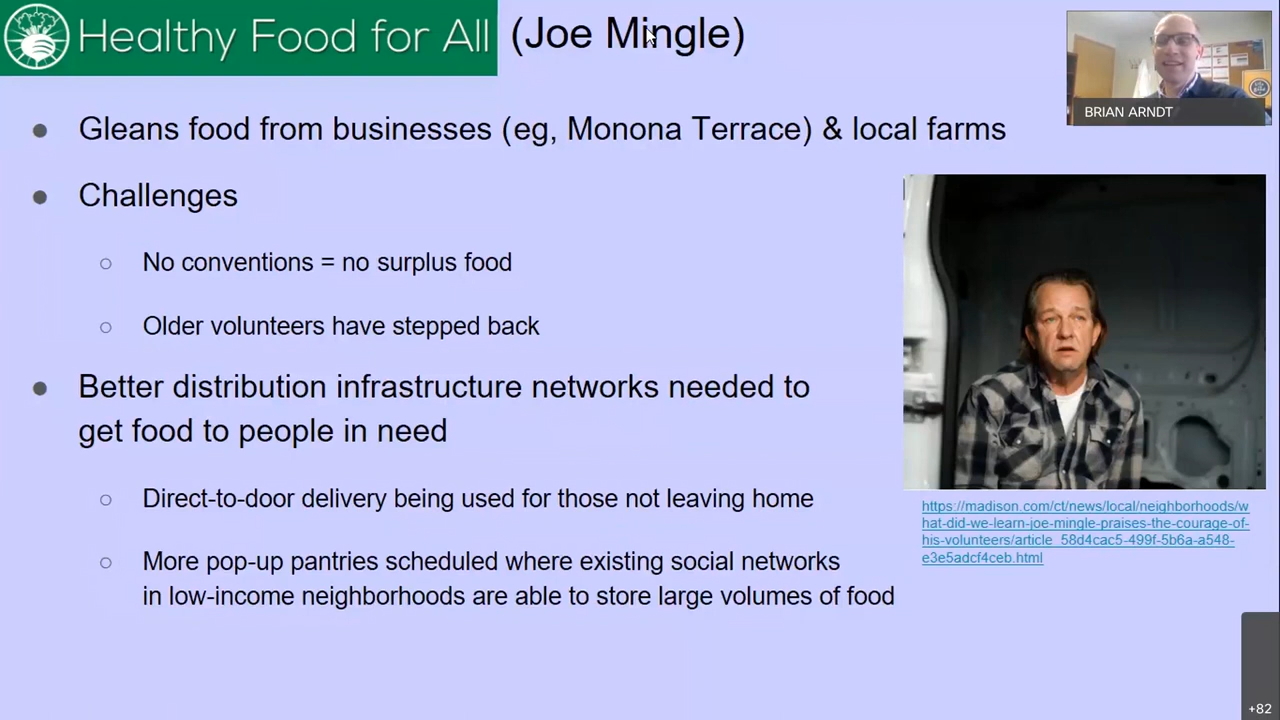 Healthy Food for All (Joe Mingle)
BRIAN ARNDT
● Gleans food from businesses (eg, Monona Terrace) & local farms
● Challenges
○ No conventions = no surplus food
○ Older volunteers have stepped back
● Better distribution infrastructure networks needed to
get food to people in need
○ Direct-to-door delivery being used for those not leaving home
○ More pop-up pantries scheduled where existing social networks
in low-income neighborhoods are able to store large volumes of food
https://madison.com/ct/news/local/neighborhoods/w
hat-did-we-learn-joe-mingle-praises-the-courage-of-
his-volunteers/article_58d4cac5-499f-5b6a-a548-
e3e5adcf4ceb.html
+82